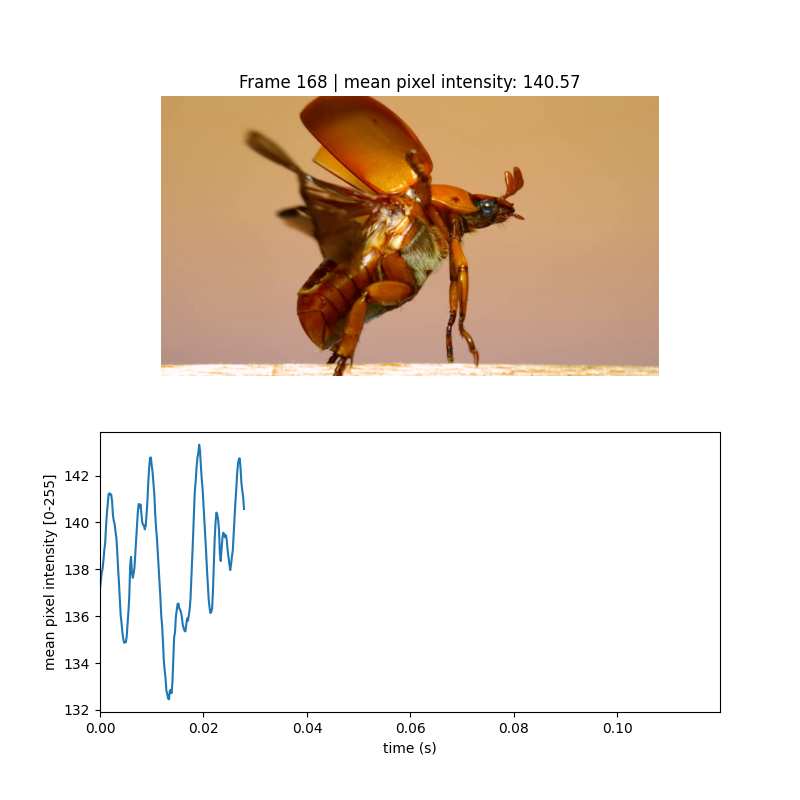 Frame 168 | mean pixel intensity: 140.57
mean pixel intensity [0-255]
142
140
138
136
134
132
0.00 0.02 0.04 0.06 0.08 0.10
time (s)